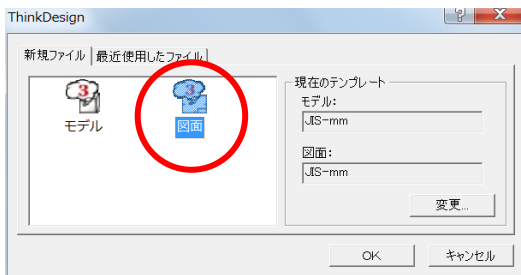 ThinkDesign
新規ファイル 最近使用したファイル
モデル
図面
現在のテンプレート
モデル:
JIS-mm
図面:
JIS-mm
変更...
OK キャンセル